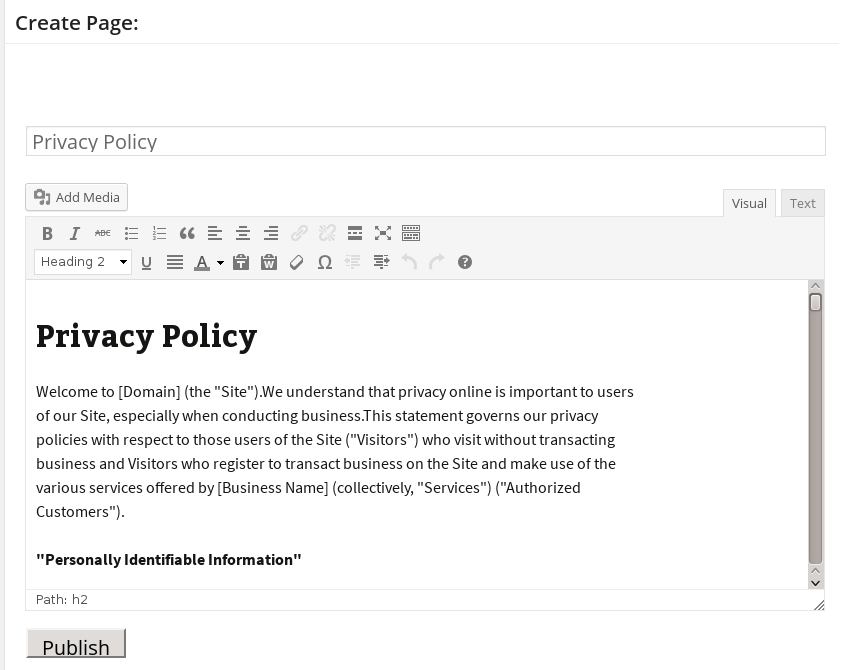 Create Page:
Privacy Policy
Add Media
Visual
Text
B I ABC
Heading 2
U A T W Ω ?
Privacy Policy
Welcome to [Domain] (the "Site").We understand that privacy online is important to users
of our Site, especially when conducting business.This statement governs our privacy
policies with respect to those users of the Site ("Visitors") who visit without transacting
business and Visitors who register to transact business on the Site and make use of the
various services offered by [Business Name] (collectively, "Services") ("Authorized
Customers").
"Personally Identifiable Information"
Path: h2
Publish